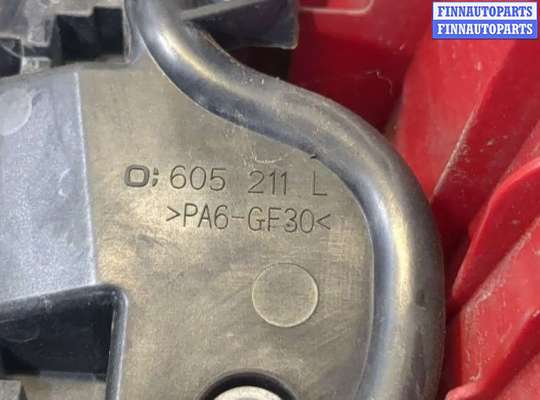 FINNAUTOPARTS
FINNAUTOPARTS
O; 605 211 L
>PA6-GF30<